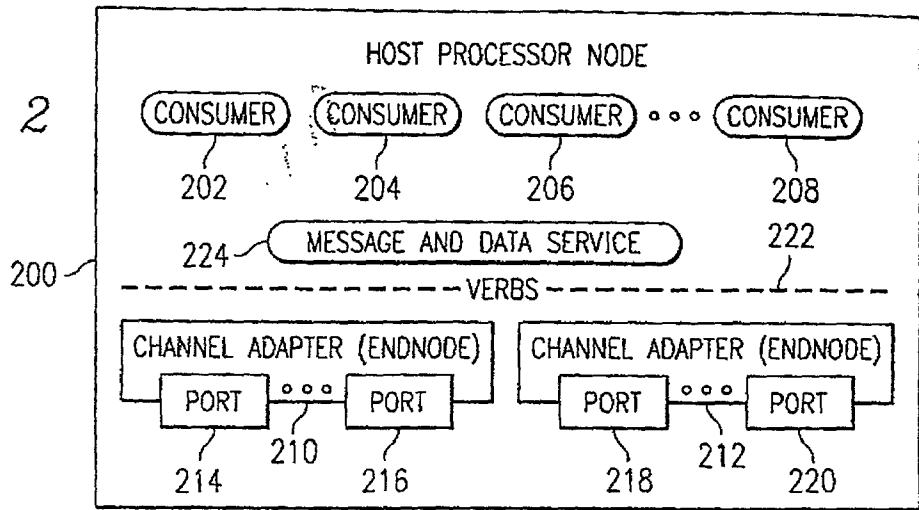 HOST PROCESSOR NODE
2
CONSUMER CONSUMER CONSUMER CONSUMER
202 204 206 208
224 MESSAGE AND DATA SERVICE 222
200
VERBS
CHANNEL ADAPTER (ENDNODE) CHANNEL ADAPTER (ENDNODE)
PORT PORT PORT PORT
214 210 216 218 212 220